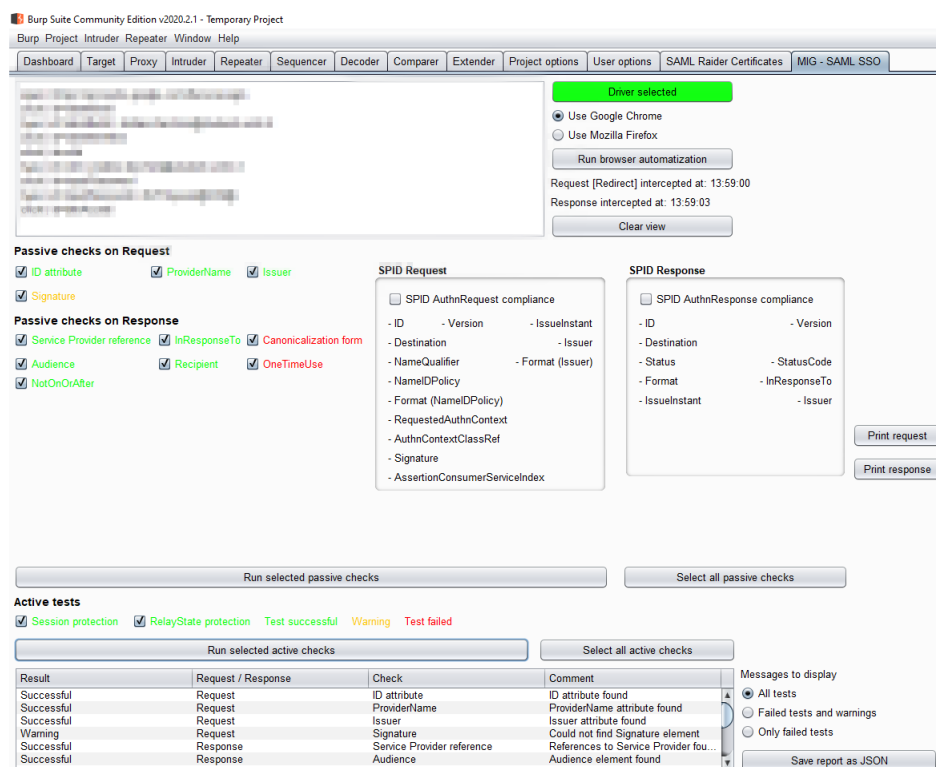 Burp Suite Community Edition v2020.2.1 - Temporary Project
Burp Project Intruder Repeater Window Help
Dashboard Target Proxy Intruder Repeater Sequencer Decoder Comparer Extender Project options User options SAML Raider Certificates MIG - SAML SSO
Driver selected
Use Google Chrome
Use Mozilla Firefox
Run browser automatization
Request [Redirect] intercepted at: 13:59:00
Response intercepted at: 13:59:03
Clear view
Passive checks on Request
ID attribute ProviderName Issuer
Signature
Passive checks on Response
Service Provider reference InResponseTo Canonicalization form
Audience Recipient OneTimeUse
NotOnOrAfter
SPID Request
SPID AuthnRequest compliance
- ID - Version - IssueInstant
- Destination - Issuer
- NameQualifier - Format (Issuer)
- NameIDPolicy
- Format (NameIDPolicy)
- RequestedAuthnContext
- AuthnContextClassRef
- Signature
- AssertionConsumerServiceIndex
SPID Response
SPID AuthnResponse compliance
- ID - Version
- Destination
- Status - StatusCode
- Format - InResponseTo
- IssueInstant - Issuer
Print request
Print response
Run selected passive checks Select all passive checks
Active tests
Session protection RelayState protection Test successful Warning Test failed
Run selected active checks Select all active checks
Result Request / Response Check Comment
Successful Request ID attribute ID attribute found
Successful Request ProviderName ProviderName attribute found
Successful Request Issuer Issuer attribute found
Warning Request Signature Could not find Signature element
Successful Response Service Provider reference References to Service Provider fou...
Successful Response Audience Audience element found
Messages to display
All tests
Failed tests and warnings
Only failed tests
Save report as JSON